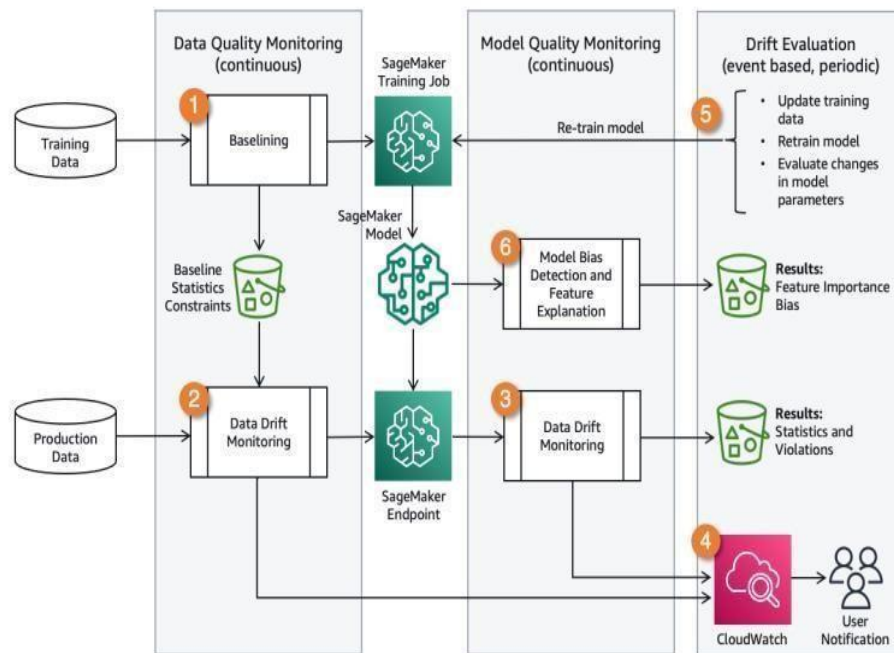 Data Quality Monitoring
(continuous)
SageMaker
Training Job
Model Quality Monitoring
(continuous)
Drift Evaluation
(event based, periodic)
1
Training
Data
Baselining
Re-train model
5
• Update training
data
• Retrain model
• Evaluate changes
in model
parameters
SageMaker
Model
Baseline
Statistics
Constraints
6
Model Bias
Detection and
Feature
Explanation
Results:
Feature Importance
Bias
2
Production
Data
Data Drift
Monitoring
SageMaker
Endpoint
3
Data Drift
Monitoring
Results:
Statistics and
Violations
4
CloudWatch
User
Notification